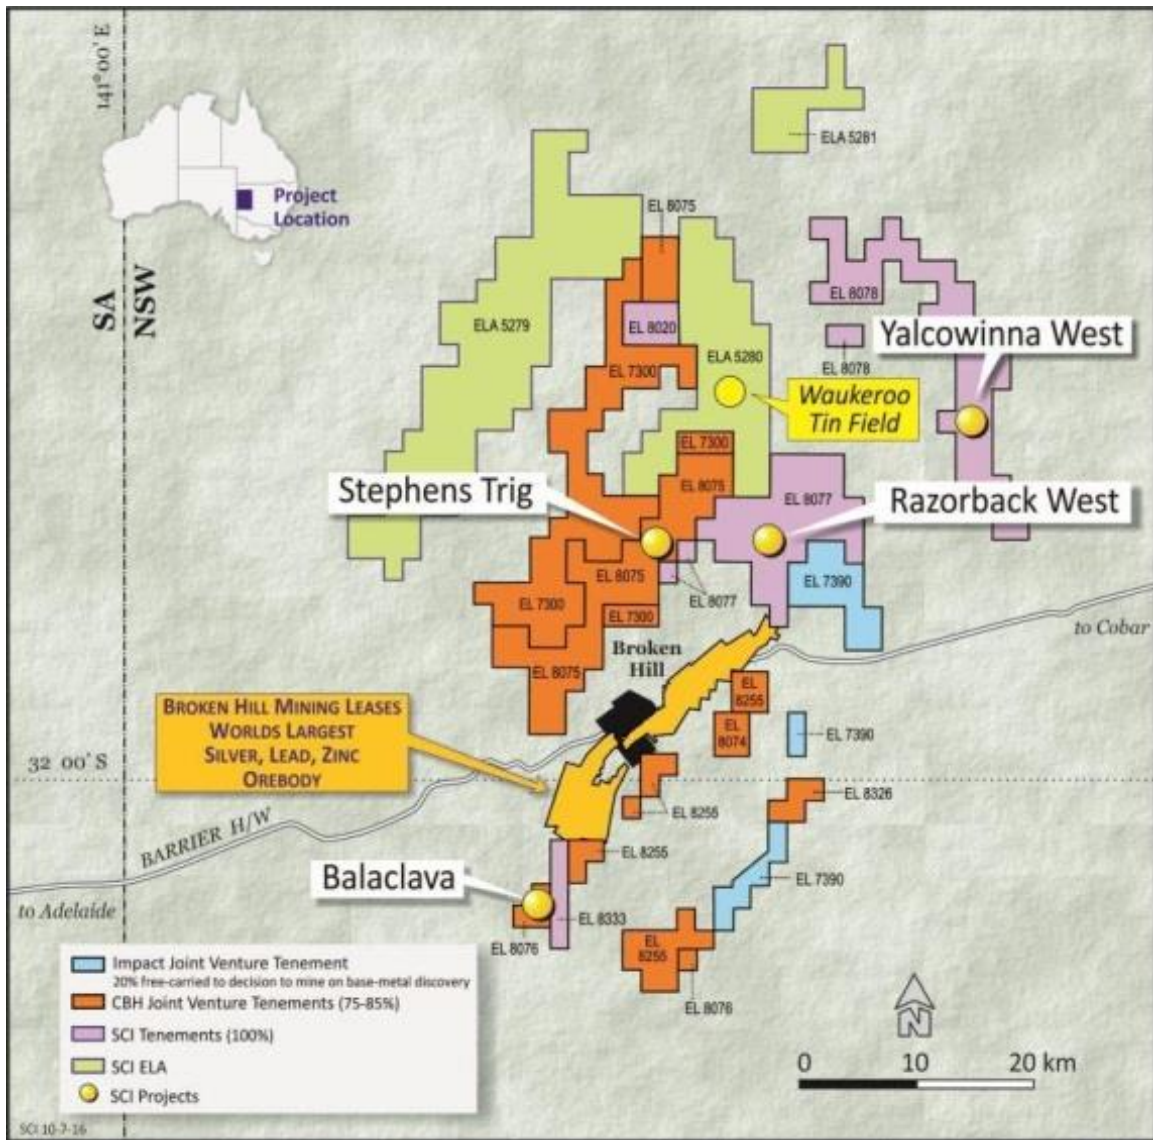 141°00' E
Project
Location
SA
NSW
ELA 5281
EL 8075
EL 8078
ELA 5279
EL 8020
ELA 5280
EL 8078
Yalcowinna West
EL 7300
Waukeroo
Tin Field
EL 7300
Stephens Trig
EL 8075
EL 8077
Razorback West
EL 8075
EL 7390
EL 7300
EL 8077
EL 7300
to Cobar
Broken
Hill
EL 8075
EL
8255
BROKEN HILL MINING LEASES
WORLDS LARGEST
SILVER, LEAD, ZINC
OREBODY
EL
8074
EL 7390
32 00' S
EL 8326
EL 8255
BARRIER H/W
EL 8255
Balaclava
EL 7390
to Adelaide
EL 8333
EL 8076
EL
8255
EL 8076
Impact Joint Venture Tenement
20% free-carried to decision to mine on base-metal discovery
CBH Joint Venture Tenements (75-85%)
SCI Tenements (100%)
SCI ELA
SCI Projects
N
0 10 20 km
SCI 10-7-16